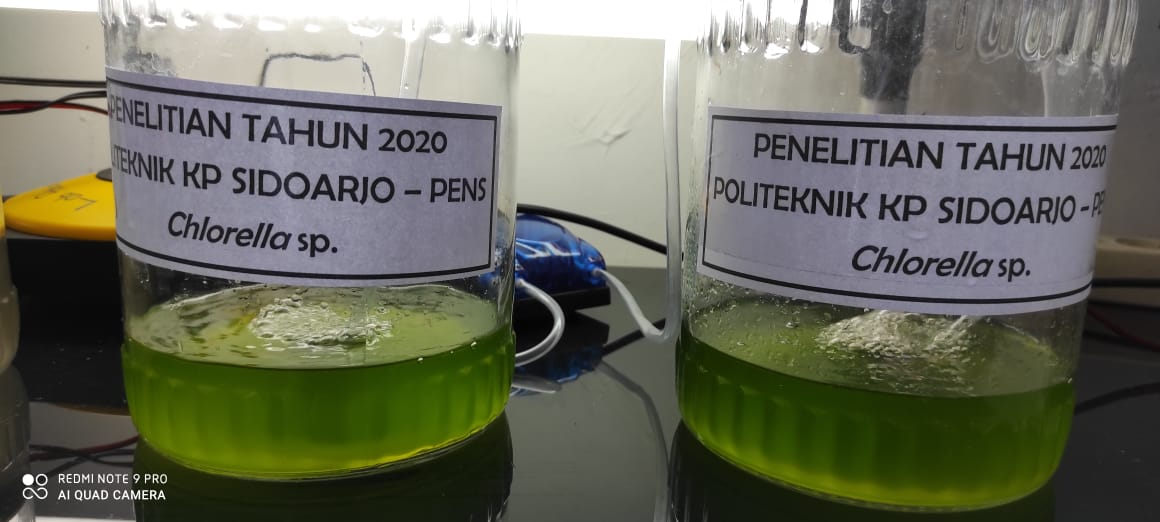 PENELITIAN TAHUN 2020
POLITEKNIK KP SIDOARJO – PENS
Chlorella sp.
PENELITIAN TAHUN 2020
POLITEKNIK KP SIDOARJO – PE
Chlorella sp.
REDMI NOTE 9 PRO
AI QUAD CAMERA